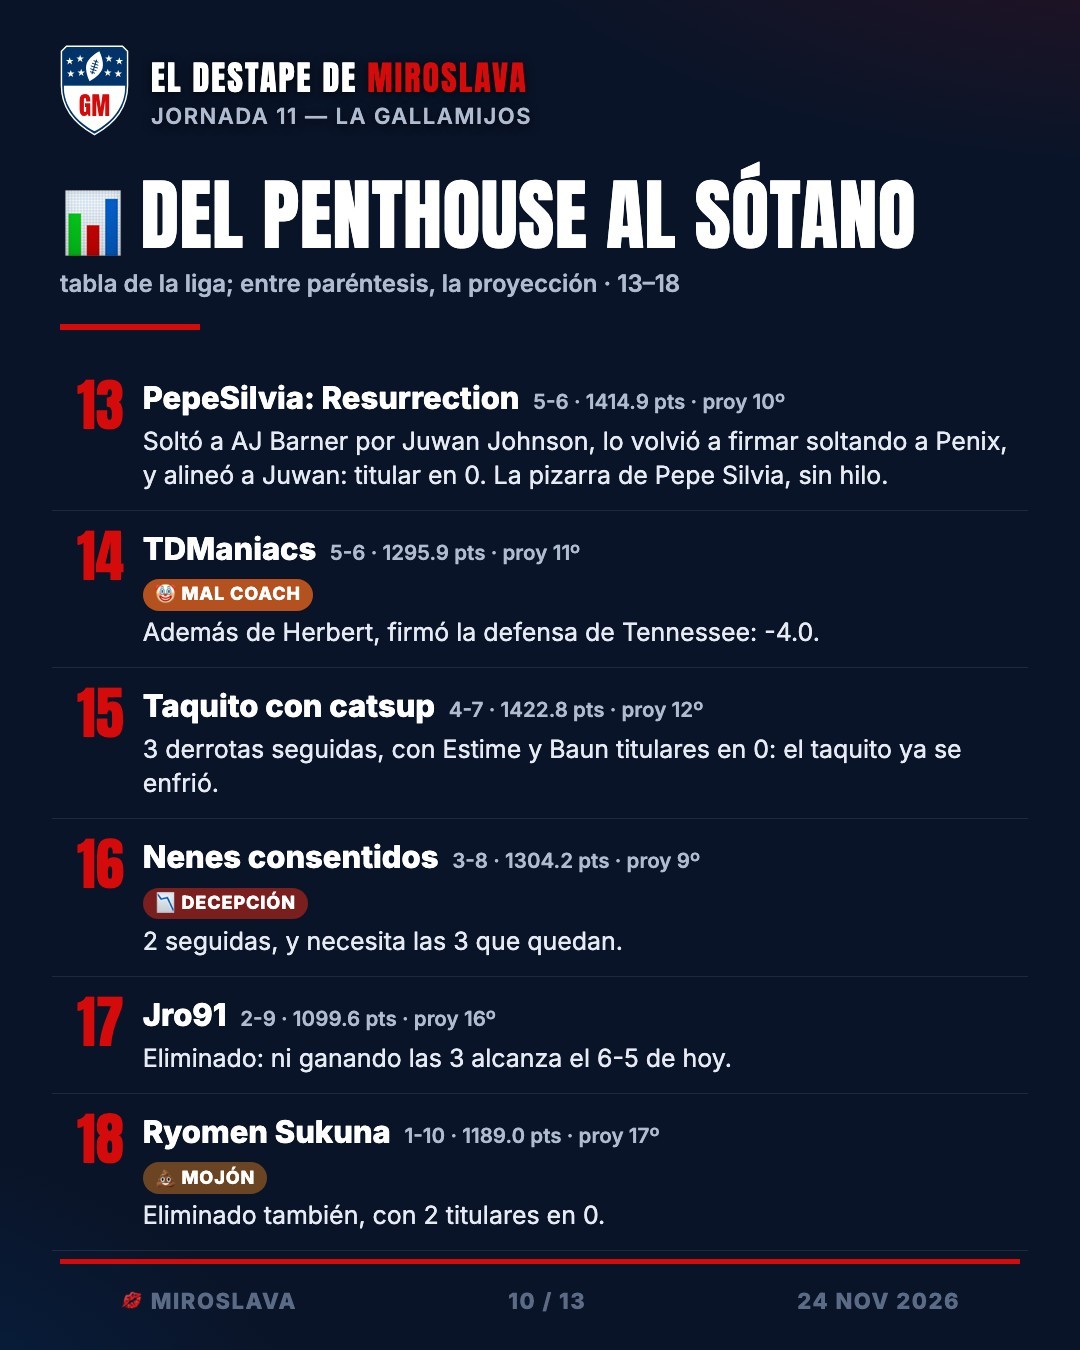 GM
EL DESTAPE DE MIROSLAVA
JORNADA 11 — LA GALLAMIJOS
📊 DEL PENTHOUSE AL SÓTANO
tabla de la liga; entre paréntesis, la proyección · 13–18
13 PepeSilvia: Resurrection 5-6 · 1414.9 pts · proy 10º
Soltó a AJ Barner por Juwan Johnson, lo volvió a firmar soltando a Penix,
y alineó a Juwan: titular en 0. La pizarra de Pepe Silvia, sin hilo.
14 TDManiacs 5-6 · 1295.9 pts · proy 11º
🤡 MAL COACH
Además de Herbert, firmó la defensa de Tennessee: -4.0.
15 Taquito con catsup 4-7 · 1422.8 pts · proy 12º
3 derrotas seguidas, con Estime y Baun titulares en 0: el taquito ya se
enfrió.
16 Nenes consentidos 3-8 · 1304.2 pts · proy 9º
📉 DECEPCIÓN
2 seguidas, y necesita las 3 que quedan.
17 Jro91 2-9 · 1099.6 pts · proy 16º
Eliminado: ni ganando las 3 alcanza el 6-5 de hoy.
18 Ryomen Sukuna 1-10 · 1189.0 pts · proy 17º
💩 MOJÓN
Eliminado también, con 2 titulares en 0.
💋 MIROSLAVA 10 / 13 24 NOV 2026